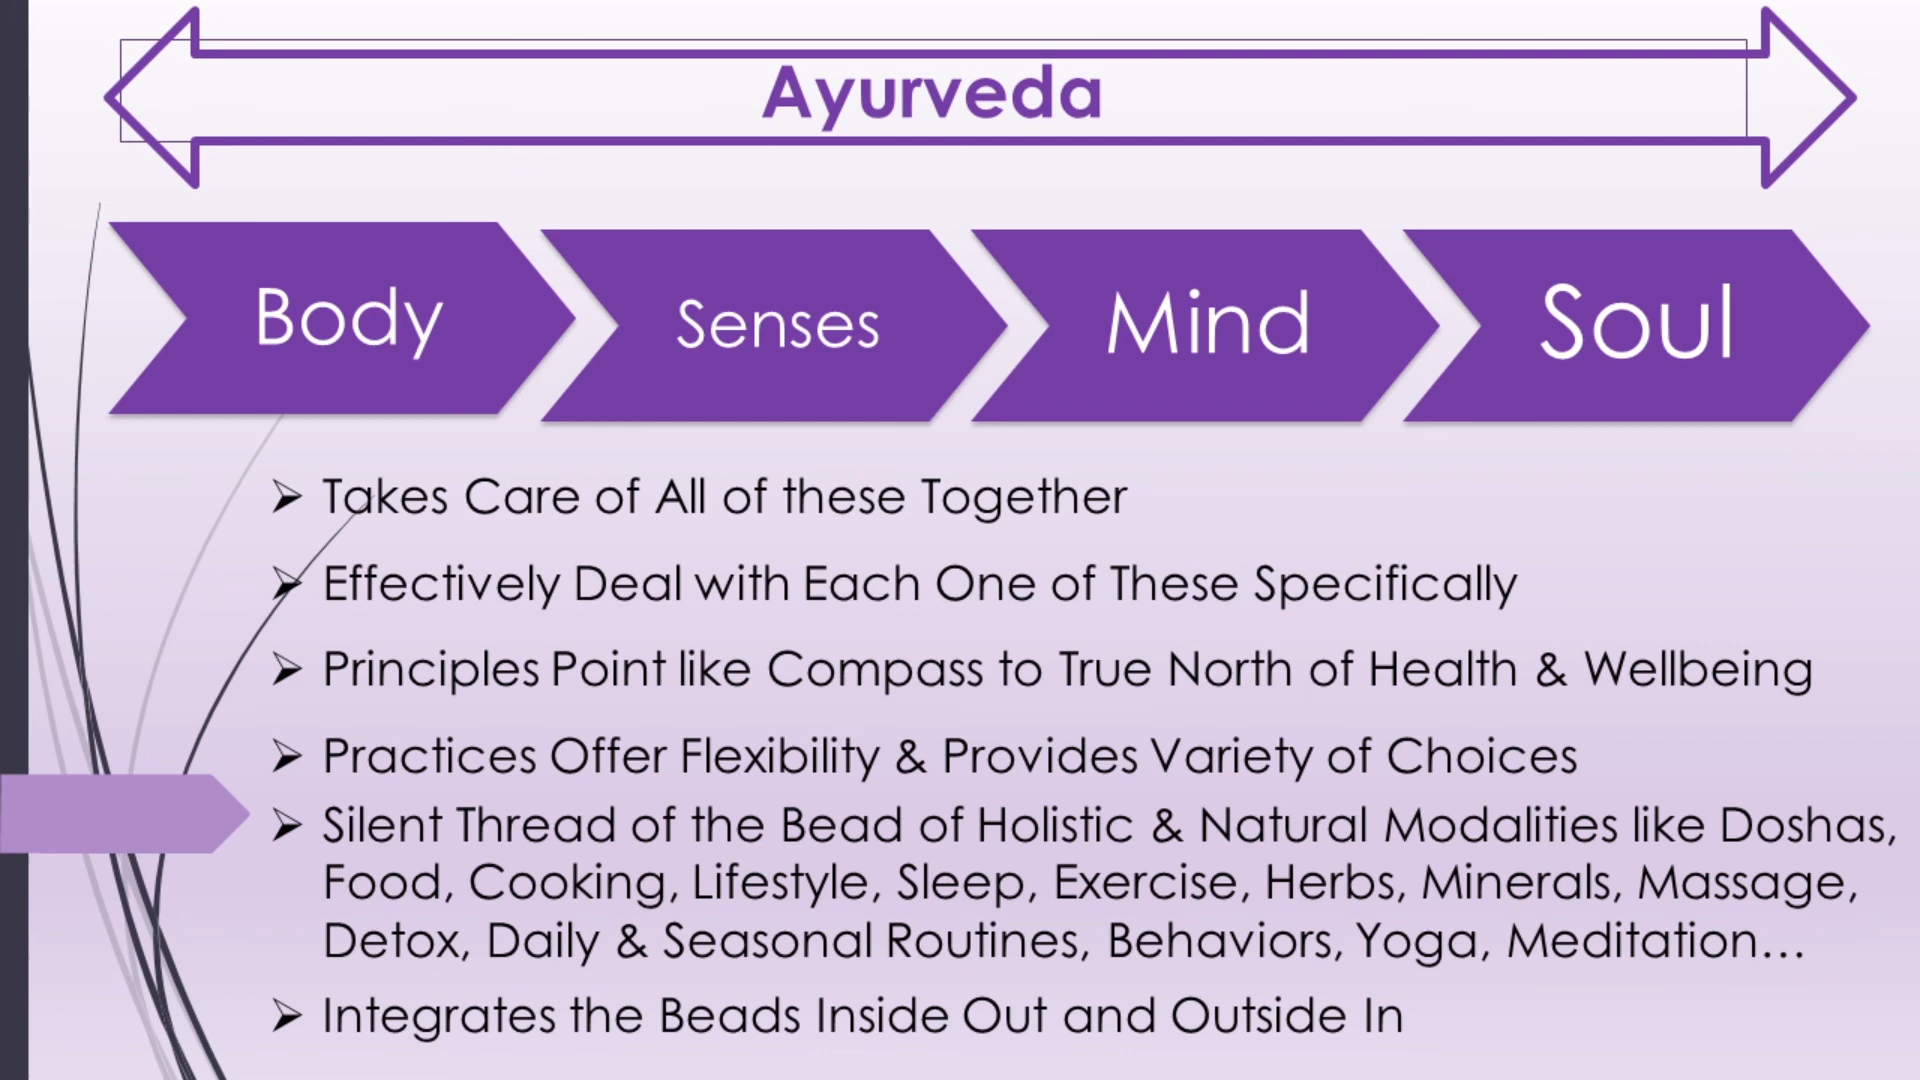 Ayurveda
Body
Senses
Mind
Soul
Takes Care of All of these Together
Effectively Deal with Each One of These Specifically
Principles Point like Compass to True North of Health & Wellbeing
Practices Offer Flexibility & Provides Variety of Choices
Silent Thread of the Bead of Holistic & Natural Modalities like Doshas,
Food, Cooking, Lifestyle, Sleep, Exercise, Herbs, Minerals, Massage,
Detox, Daily & Seasonal Routines, Behaviors, Yoga, Meditation…
Integrates the Beads Inside Out and Outside In